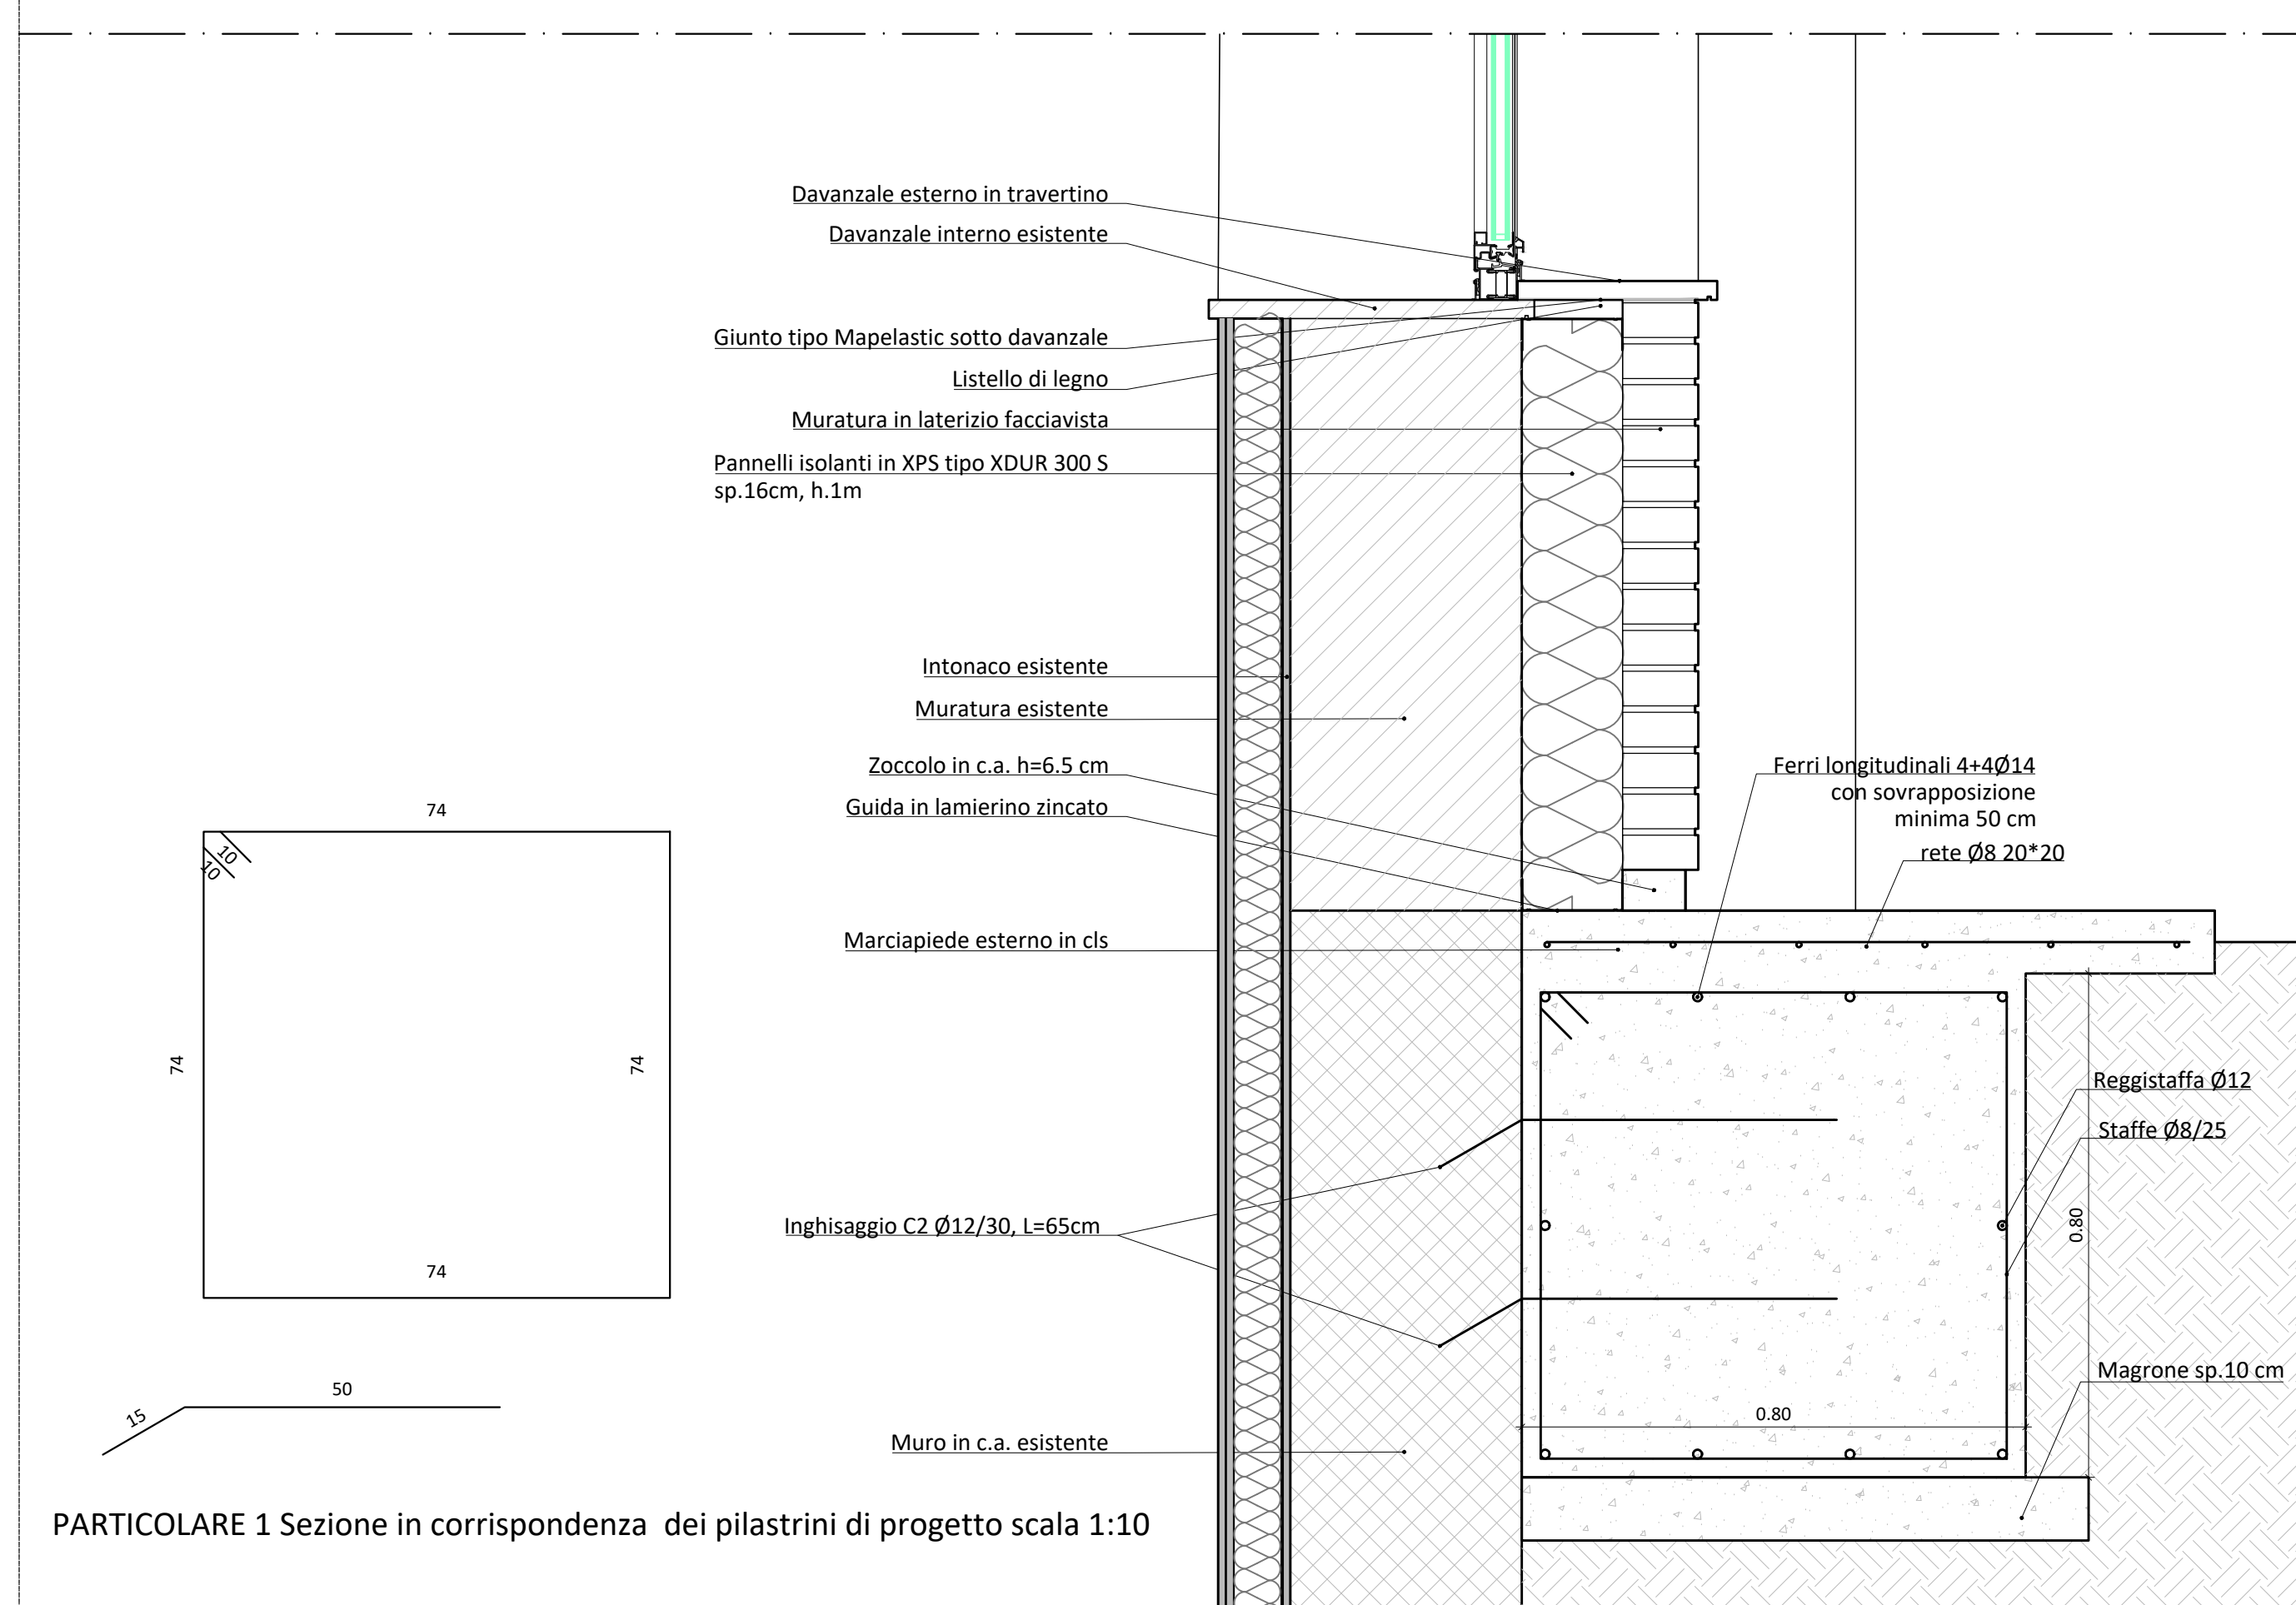 Davanzale esterno in travertino
Davanzale interno esistente
Giunto tipo Mapelastic sotto davanzale
Listello di legno
Muratura in laterizio facciavista
Pannelli isolanti in XPS tipo XDUR 300 S
sp.16cm, h.1m
Intonaco esistente
Muratura esistente
Zoccolo in c.a. h=6.5 cm
Guida in lamierino zincato
Ferri longitudinali 4+4Ø14
con sovrapposizione
minima 50 cm
rete Ø8 20*20
74
10
10
74
74
74
Marciapiede esterno in cls
Reggistaffa Ø12
Staffe Ø8/25
0.80
Inghisaggio C2 Ø12/30, L=65cm
Magrone sp.10 cm
0.80
50
15
Muro in c.a. esistente
PARTICOLARE 1 Sezione in corrispondenza  dei pilastrini di progetto scala 1:10